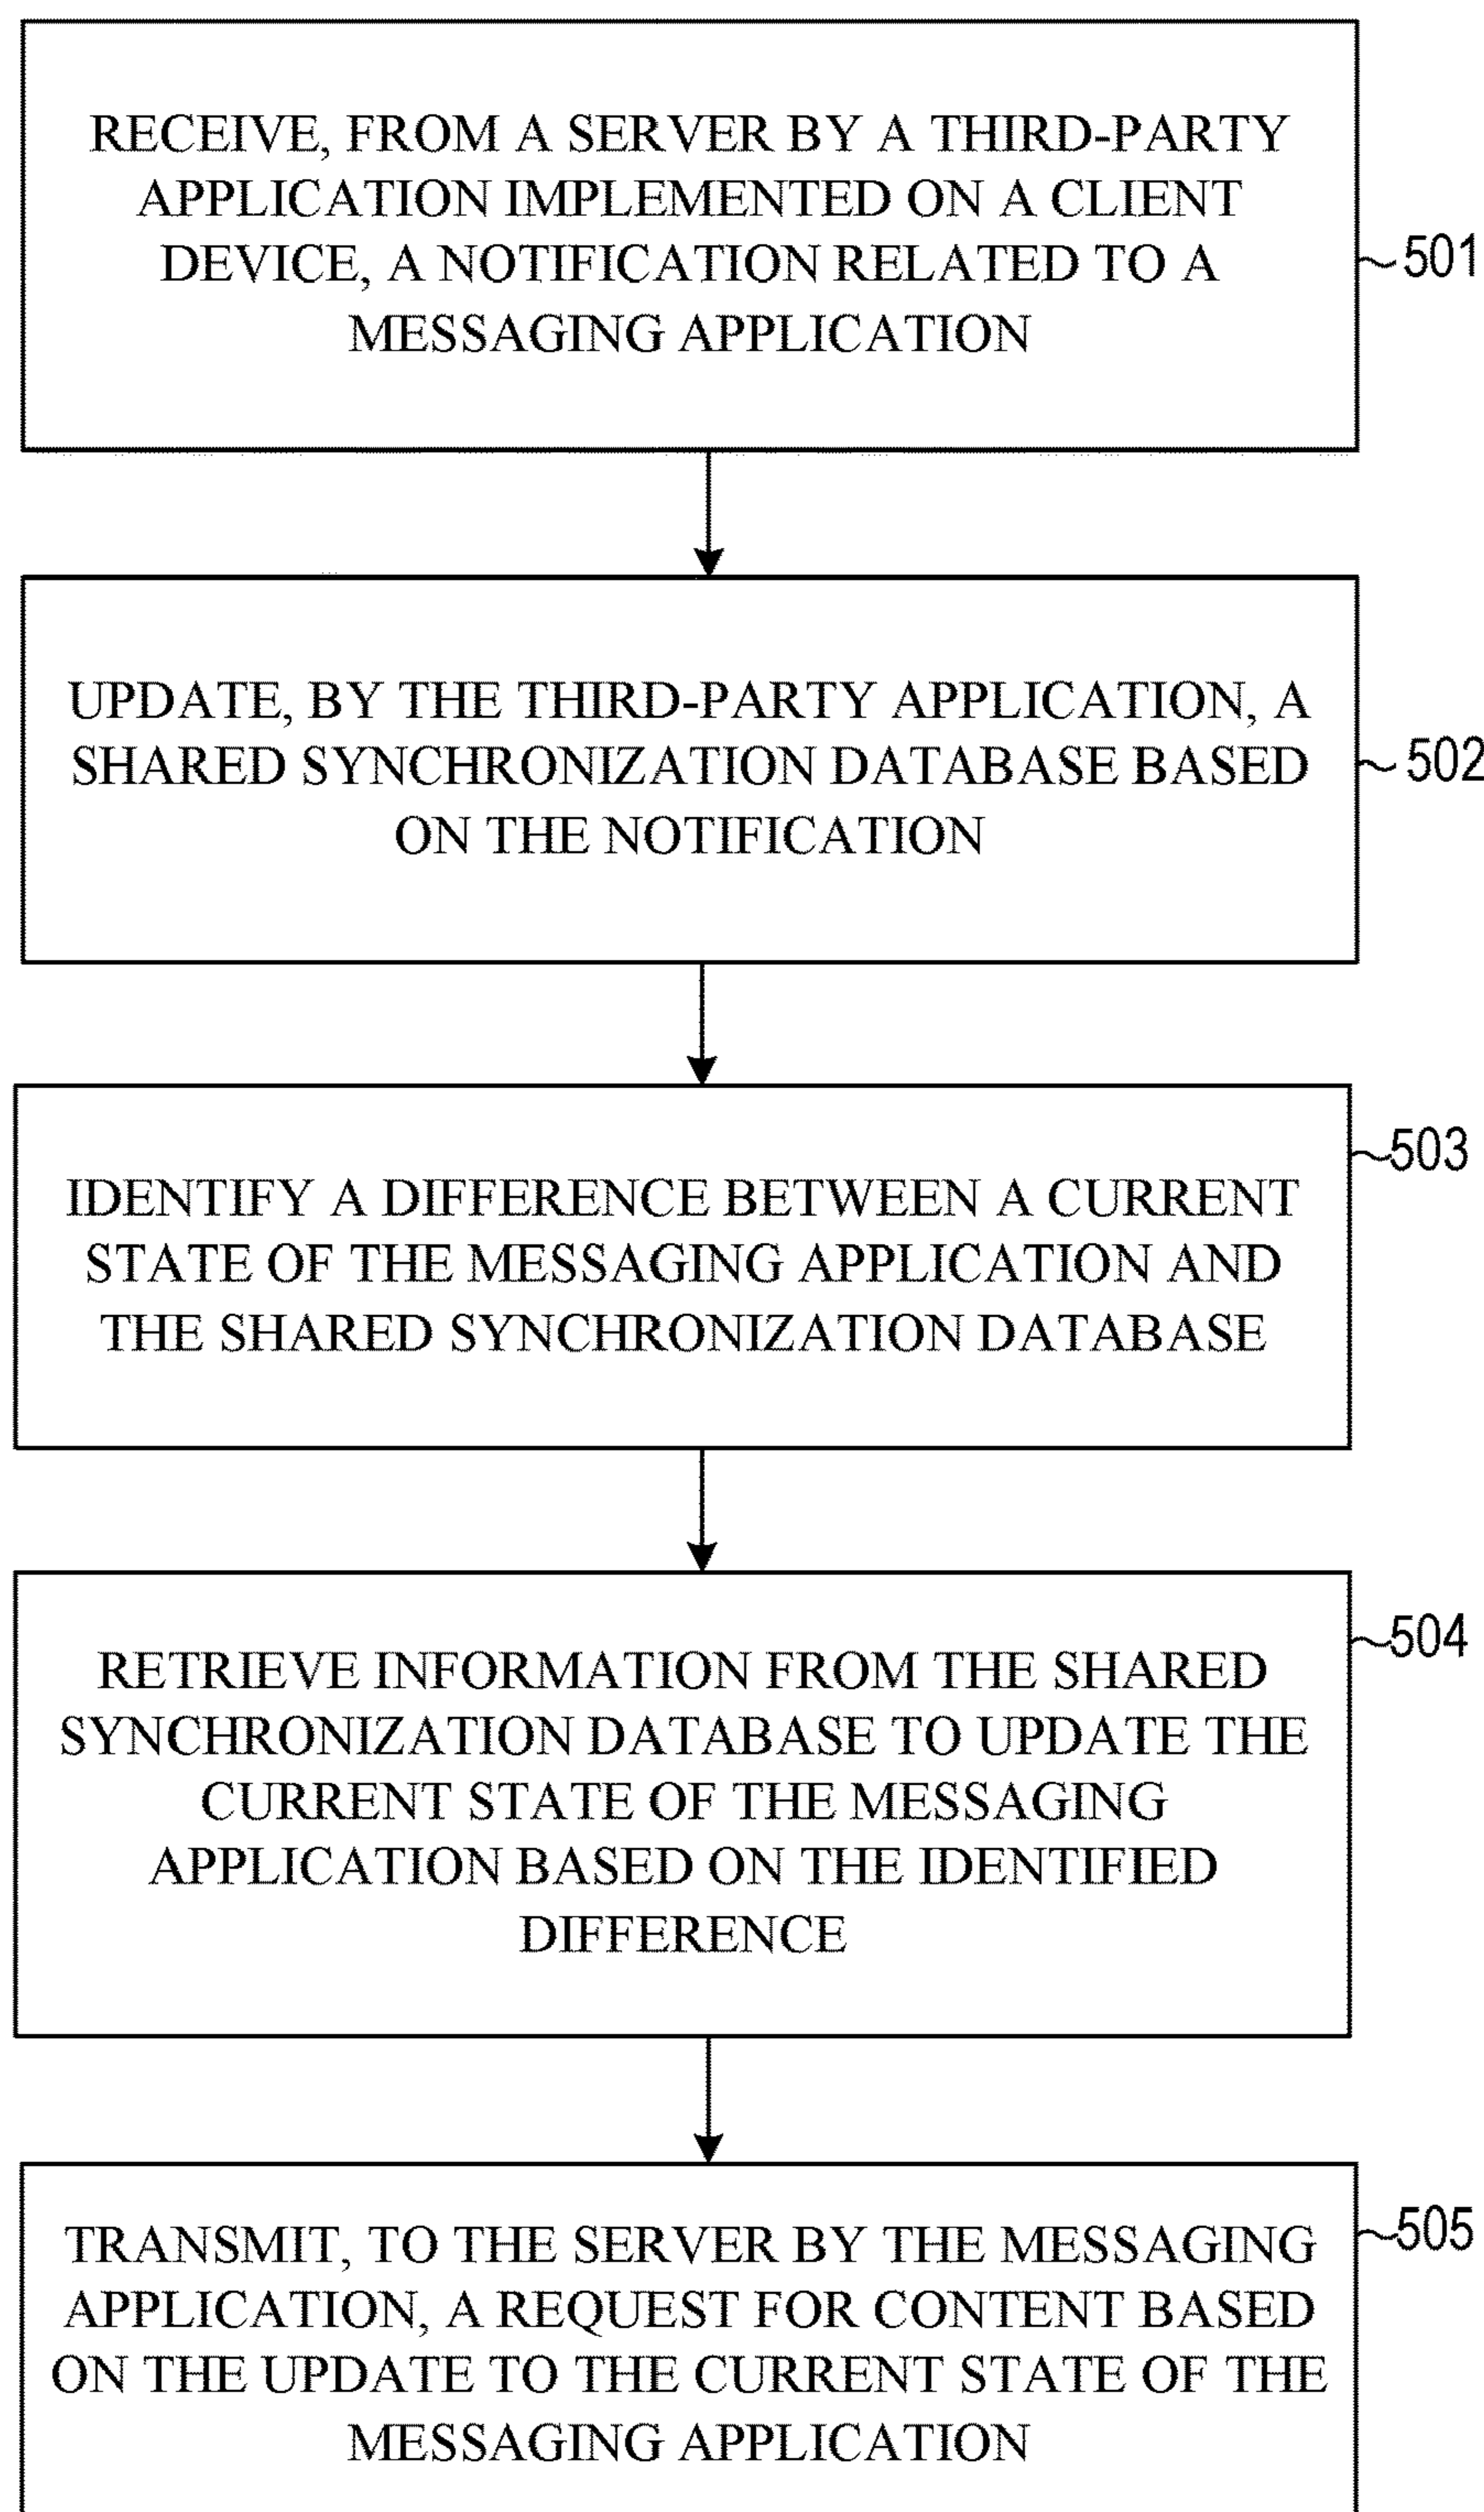 RECEIVE, FROM A SERVER BY A THIRD-PARTY
APPLICATION IMPLEMENTED ON A CLIENT
DEVICE, A NOTIFICATION RELATED TO A
MESSAGING APPLICATION
501
UPDATE, BY THE THIRD-PARTY APPLICATION, A
SHARED SYNCHRONIZATION DATABASE BASED
ON THE NOTIFICATION
502
503
IDENTIFY A DIFFERENCE BETWEEN A CURRENT
STATE OF THE MESSAGING APPLICATION AND
THE SHARED SYNCHRONIZATION DATABASE
504
RETRIEVE INFORMATION FROM THE SHARED
SYNCHRONIZATION DATABASE TO UPDATE THE
CURRENT STATE OF THE MESSAGING
APPLICATION BASED ON THE IDENTIFIED
DIFFERENCE
505
TRANSMIT, TO THE SERVER BY THE MESSAGING
APPLICATION, A REQUEST FOR CONTENT BASED
ON THE UPDATE TO THE CURRENT STATE OF THE
MESSAGING APPLICATION